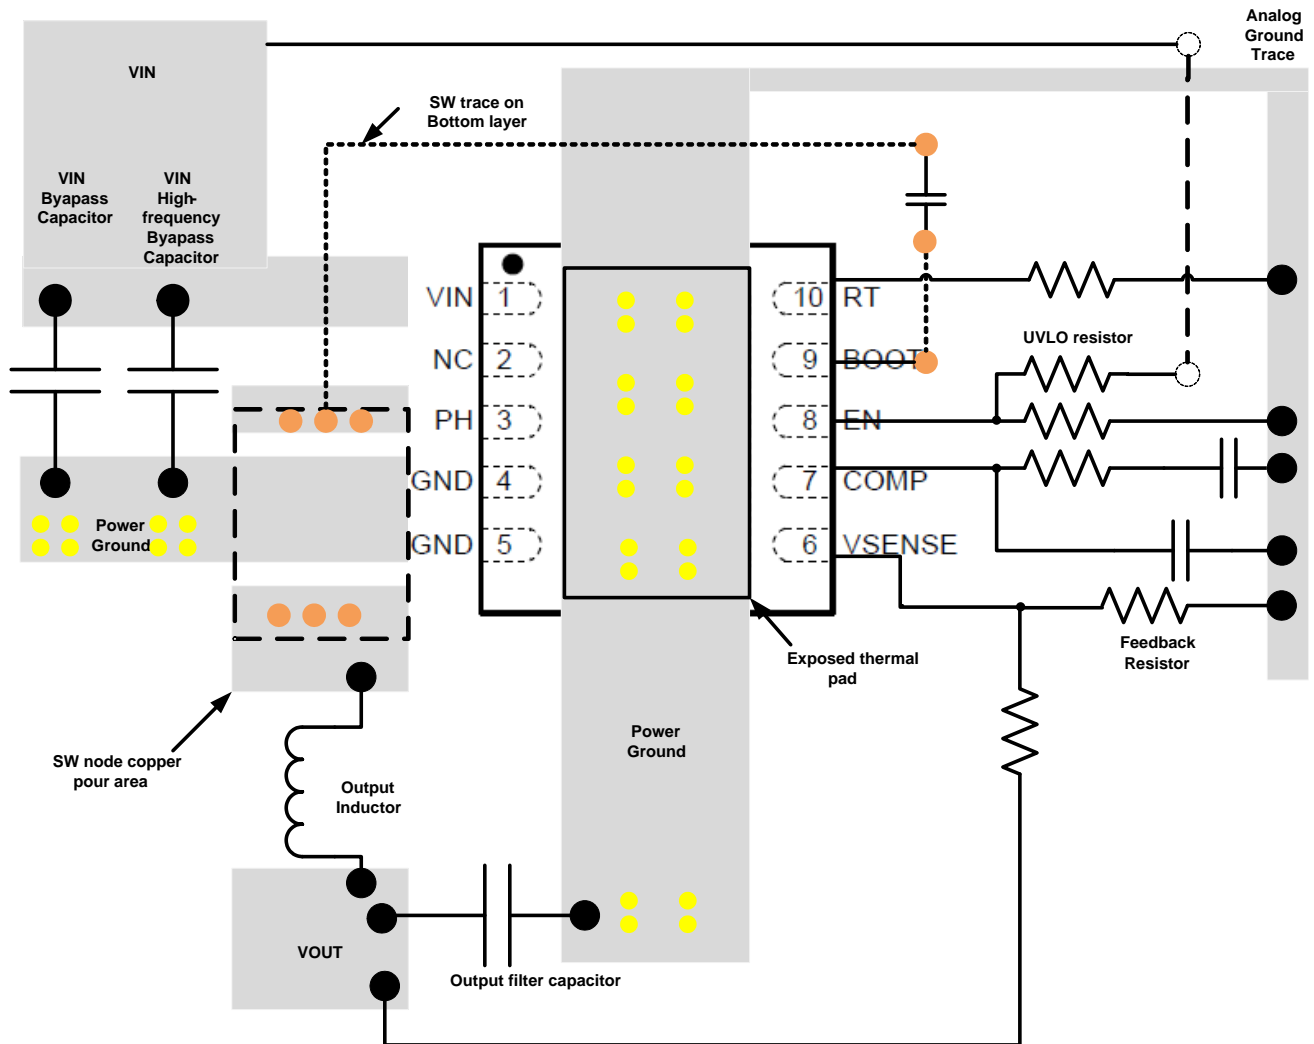 Analog
Ground
Trace
VIN
SW trace on
Bottom layer
VIN
Byapass
Capacitor
VIN
High-
frequency
Byapass
Capacitor
VIN 1
NC 2
PH 3
GND 4
GND 5
10 RT
9 BOOT
8 EN
7 COMP
6 VSENSE
UVLO resistor
Power
Ground
Exposed thermal
pad
Feedback
Resistor
SW node copper
pour area
Power
Ground
Output
Inductor
VOUT
Output filter capacitor